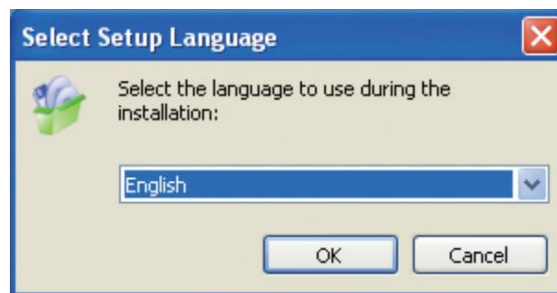 Select Setup Language
Select the language to use during the
installation:
English
OK
Cancel